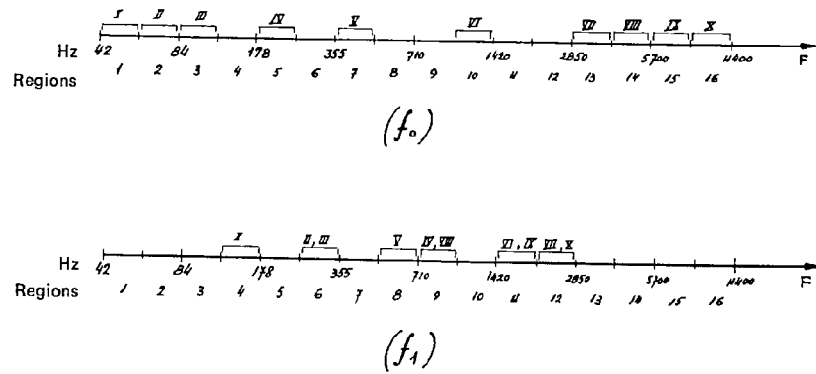 I II III IV V VI VII VIII IX X
Hz 42 84 178 355 710 1420 2850 5700 11400 F
Regions 1 2 3 4 5 6 7 8 9 10 11 12 13 14 15 16
(f₀)
I II, III V IV, VIII VI, IX VII, X
Hz 42 84 178 355 710 1420 2850 5700 11400 F
Regions 1 2 3 4 5 6 7 8 9 10 11 12 13 14 15 16
(f₁)